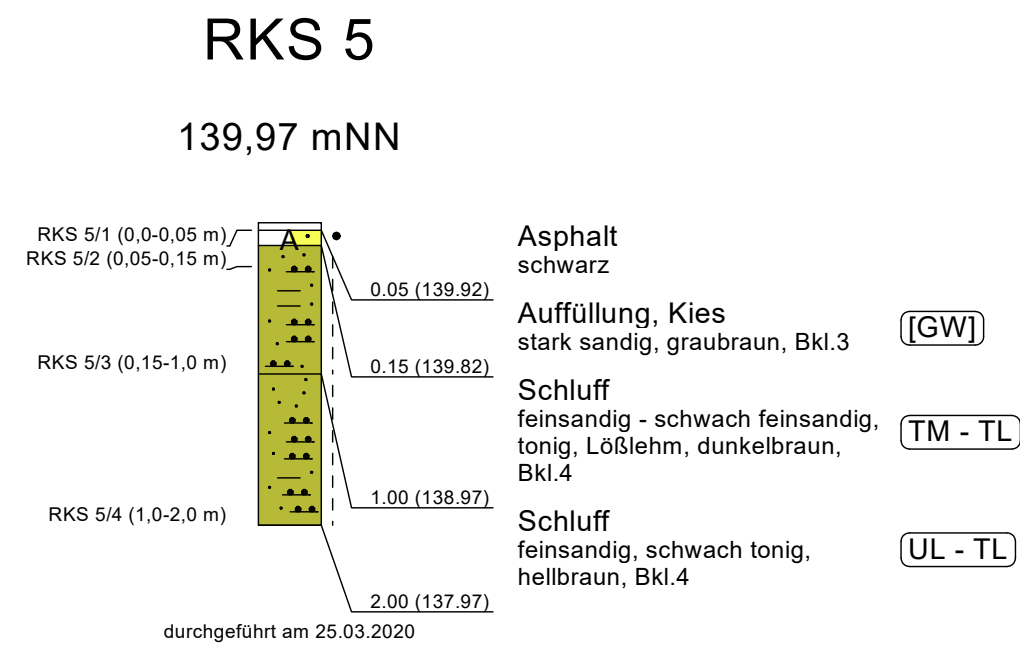 RKS 5
139,97 mNN
RKS 5/1 (0,0-0,05 m)
RKS 5/2 (0,05-0,15 m)
RKS 5/3 (0,15-1,0 m)
RKS 5/4 (1,0-2,0 m)
A
0.05 (139.92)
0.15 (139.82)
1.00 (138.97)
2.00 (137.97)
Asphalt
schwarz
Auffüllung, Kies
stark sandig, graubraun, Bkl.3
[GW]
Schluff
feinsandig - schwach feinsandig,
tonig, Lößlehm, dunkelbraun,
Bkl.4
TM - TL
Schluff
feinsandig, schwach tonig,
hellbraun, Bkl.4
UL - TL
durchgeführt am 25.03.2020